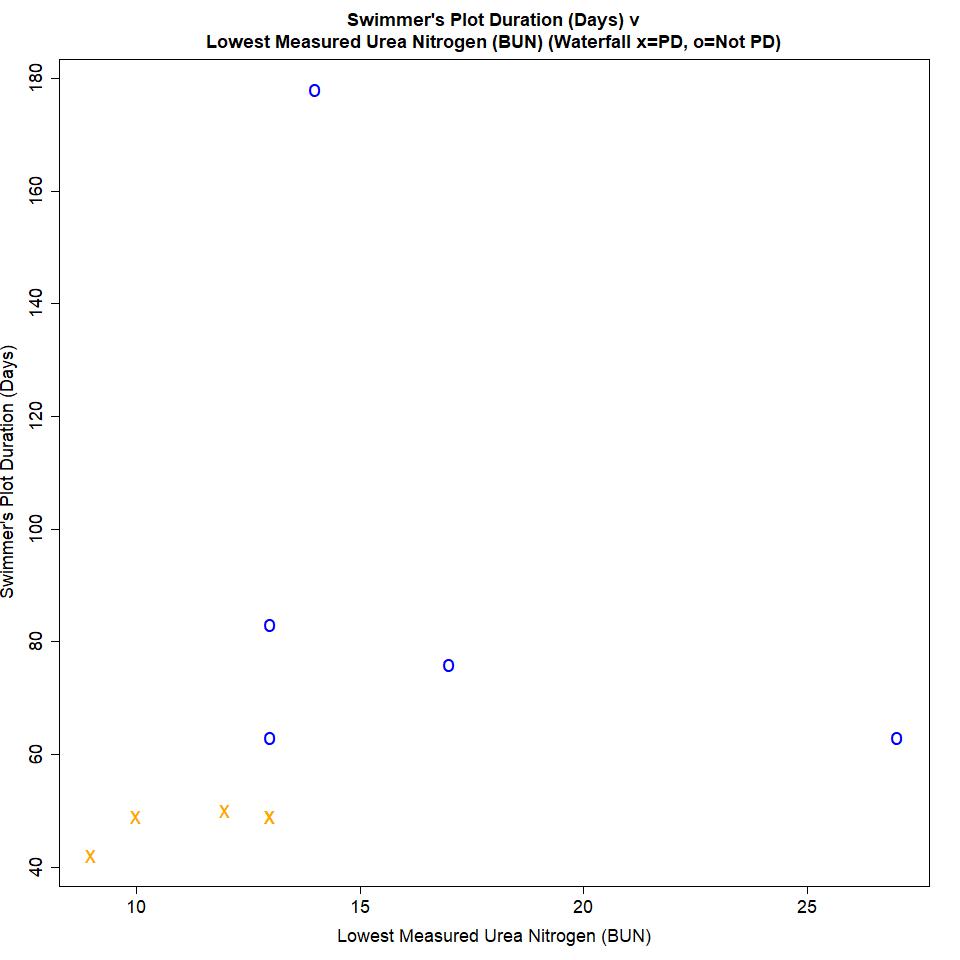 Swimmer's Plot Duration (Days) v
Lowest Measured Urea Nitrogen (BUN) (Waterfall x=PD, o=Not PD)
Swimmer's Plot Duration (Days)
180
160
140
120
100
80
60
40
O
O
O
O
O
X
X
X
X
10
15
20
25
Lowest Measured Urea Nitrogen (BUN)